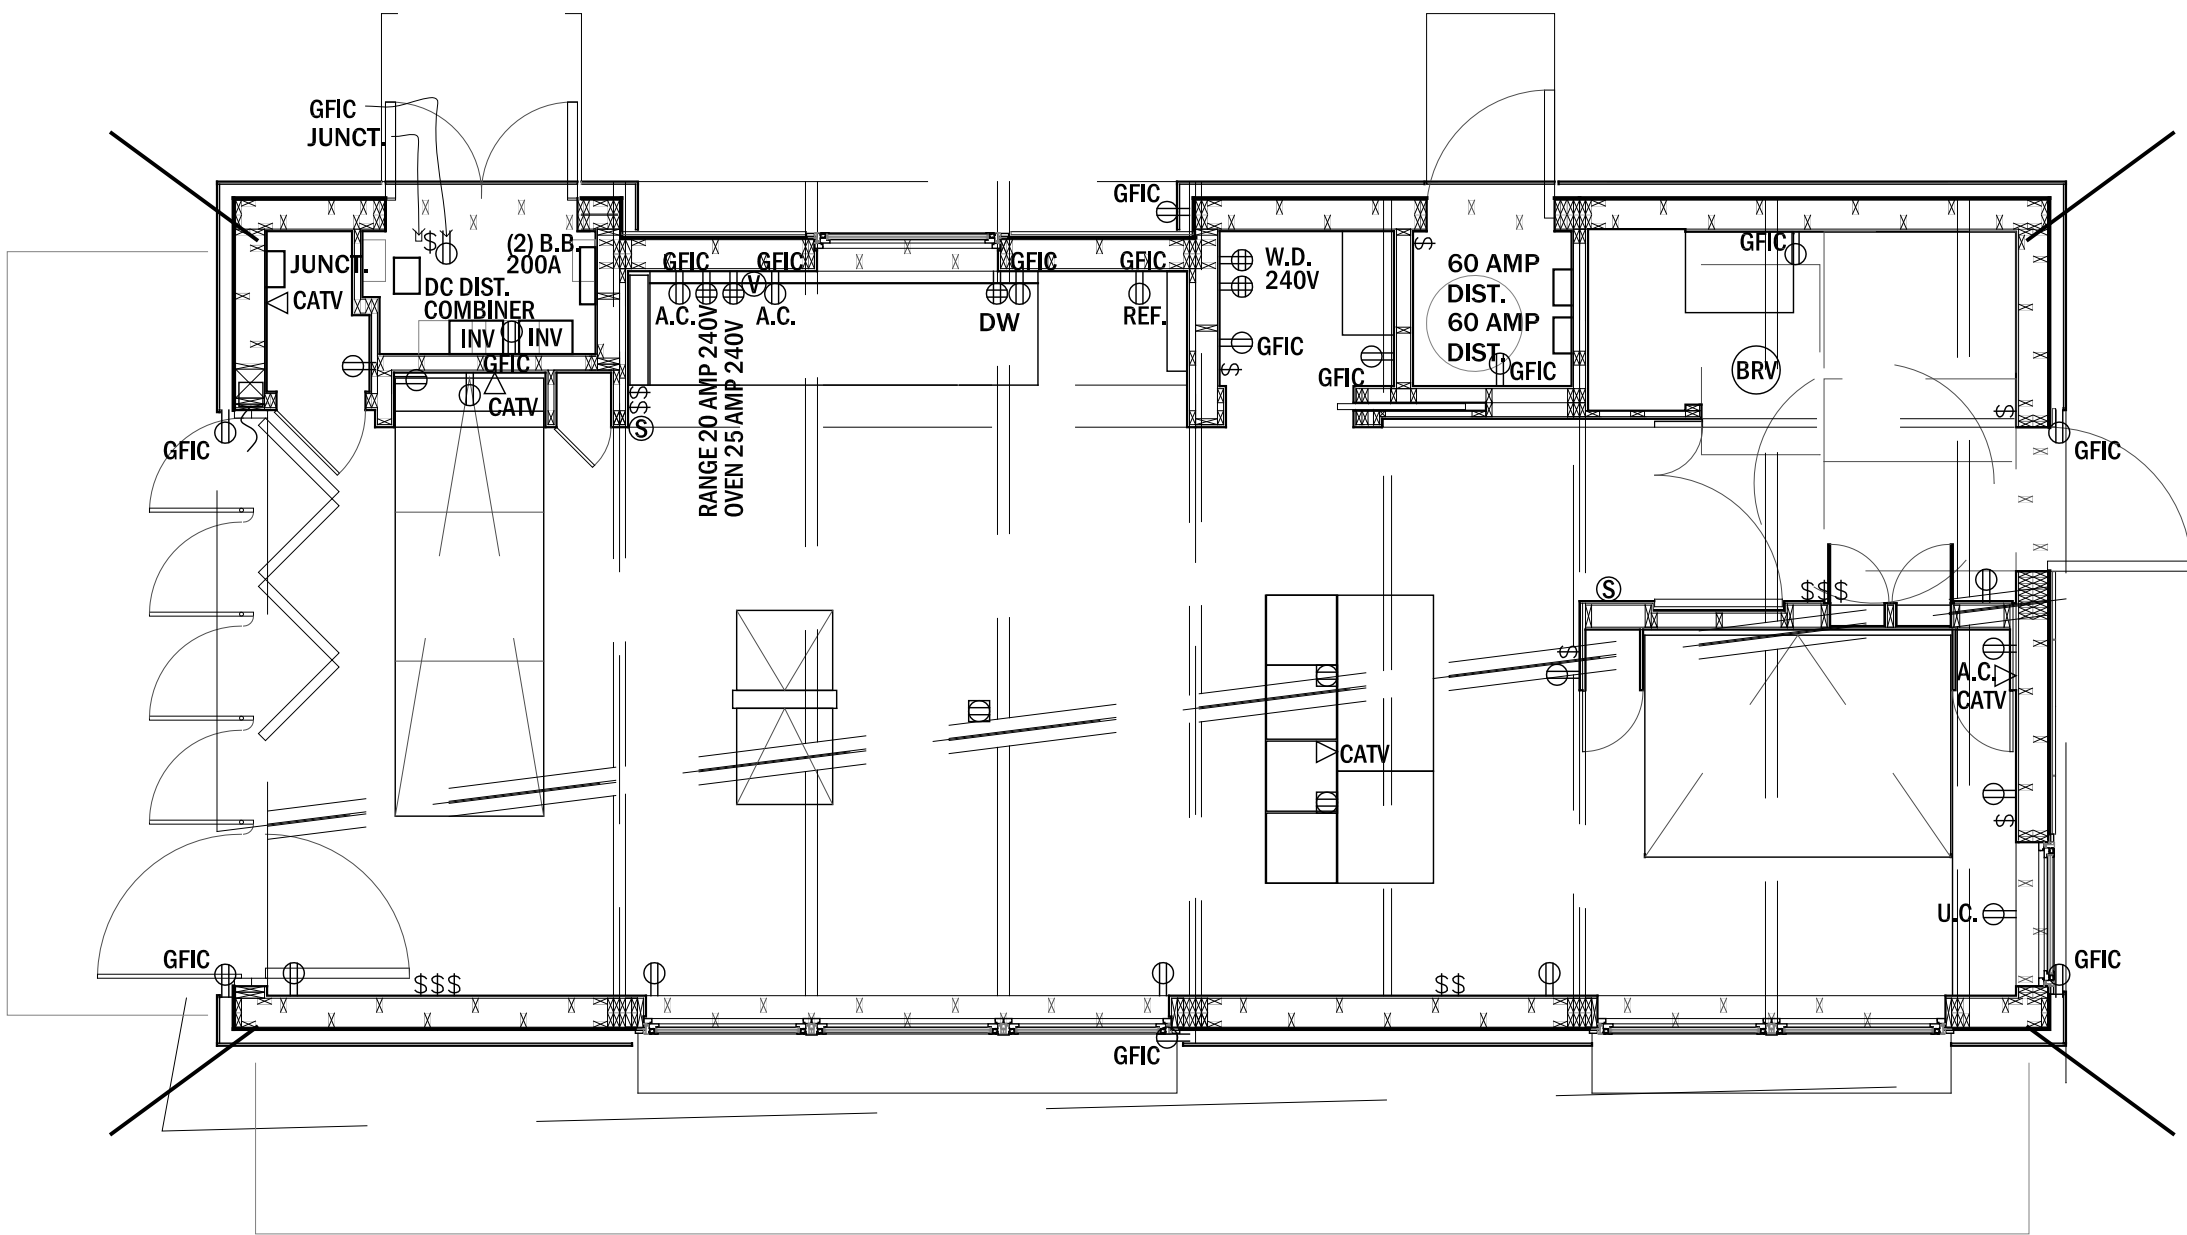 GFIC
JUNCT.
GFIC
(2) B.B.
200A
JUNCT.
CATV
DC DIST.
COMBINER
INV
INV
GFIC
CATV
$
GFIC
GFIC
GFIC
GFIC
V
A.C.
A.C.
DW
REF.
RANGE 20 AMP 240V
OVEN 25 AMP 240V
$$$
S
W.D.
240V
GFIC
$
GFIC
$
60 AMP
DIST.
60 AMP
DIST.
GFIC
GFIC
BRV
$
GFIC
GFIC
S
$$$
$
A.C.
CATV
CATV
$
U.C.
GFIC
GFIC
$$$
$$
GFIC